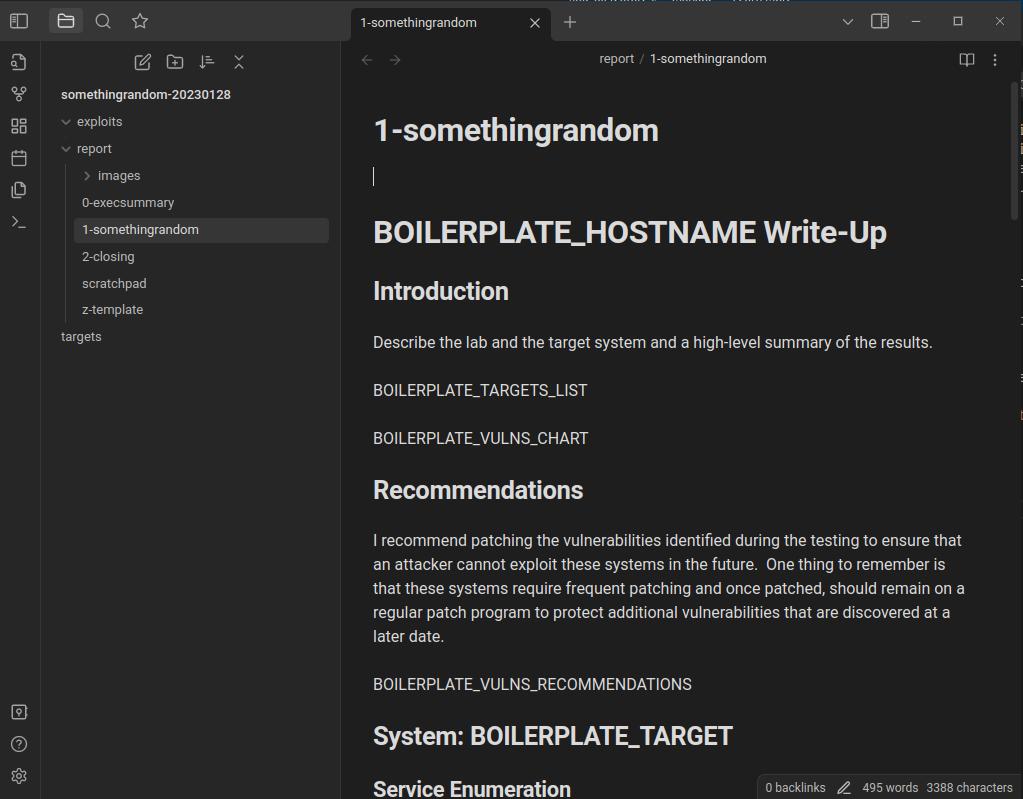 1-somethingrandom
report / 1-somethingrandom
somethingrandom-20230128
exploits
report
images
0-execsummary
1-somethingrandom
2-closing
scratchpad
z-template
targets
1-somethingrandom
BOILERPLATE_HOSTNAME Write-Up
Introduction
Describe the lab and the target system and a high-level summary of the results.
BOILERPLATE_TARGETS_LIST
BOILERPLATE_VULNS_CHART
Recommendations
I recommend patching the vulnerabilities identified during the testing to ensure that
an attacker cannot exploit these systems in the future.  One thing to remember is
that these systems require frequent patching and once patched, should remain on a
regular patch program to protect additional vulnerabilities that are discovered at a
later date.
BOILERPLATE_VULNS_RECOMMENDATIONS
System: BOILERPLATE_TARGET
Service Enumeration
0 backlinks 495 words 3388 characters